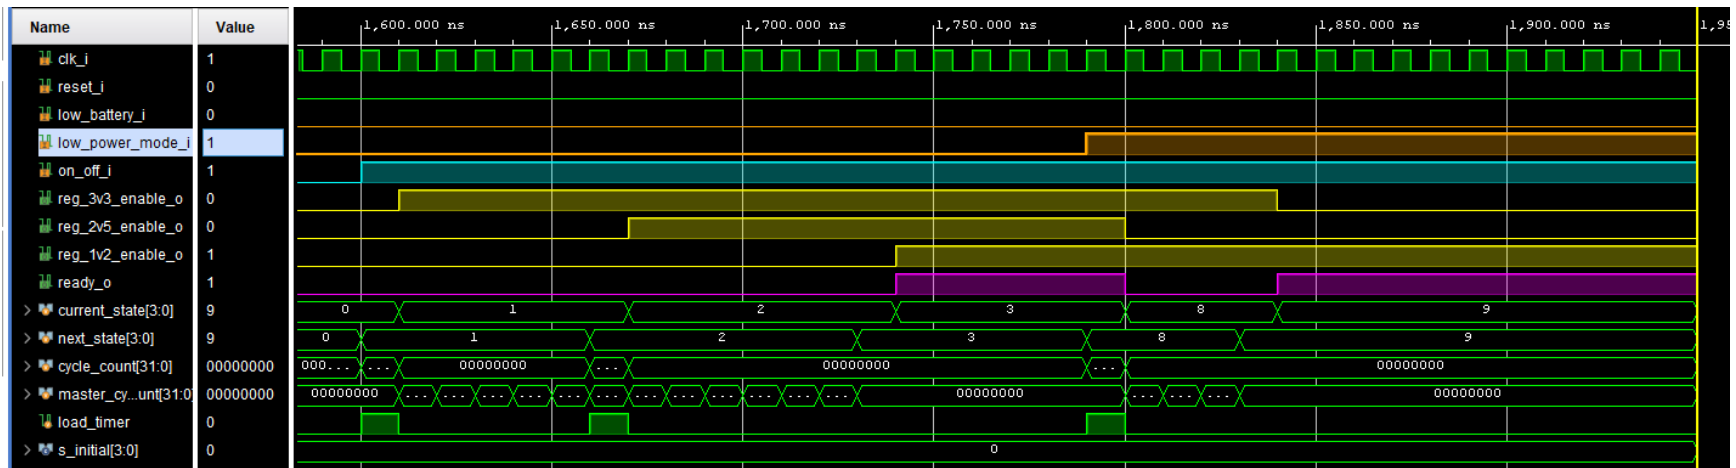 Name Value 1,600.000 ns 1,650.000 ns 1,700.000 ns 1,750.000 ns 1,800.000 ns 1,850.000 ns 1,900.000 ns 1,95
clk_i 1
reset_i 0
low_battery_i 0
low_power_mode_i 1
on_off_i 1
reg_3v3_enable_o 0
reg_2v5_enable_o 0
reg_1v2_enable_o 1
ready_o 1
> current_state[3:0] 9 0 1 2 3 8 9
> next_state[3:0] 9 0 1 2 3 8 9
> cycle_count[31:0] 00000000 000... ... 00000000 ... 00000000 ... 00000000
> master_cy...unt[31:0] 00000000 00000000 ... ... ... ... ... ... ... ... ... ... ... ... 00000000 ... ... ... 00000000
load_timer 0
> s_initial[3:0] 0 0